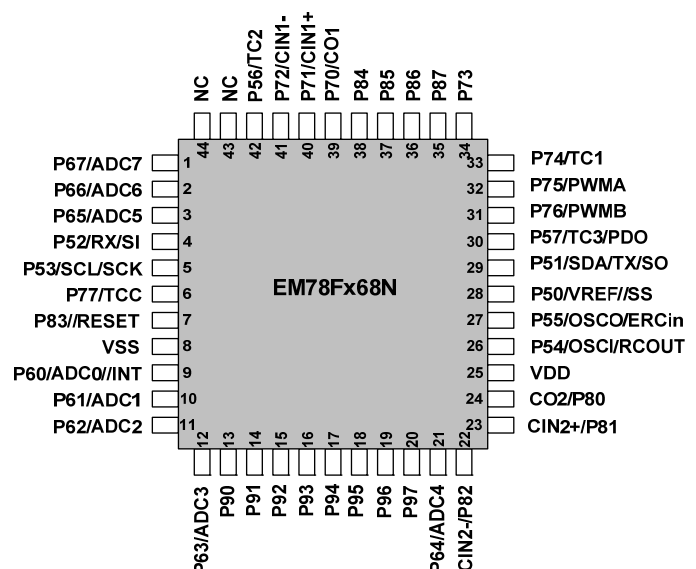 NC
NC
P56/TC2
P72/CIN1-
P71/CIN1+
P70/CO1
P84
P85
P86
P87
P73
44
43
42
41
40
39
38
37
36
35
34
P67/ADC7
1
33
P74/TC1
P66/ADC6
2
32
P75/PWMA
P65/ADC5
3
31
P76/PWMB
P52/RX/SI
4
30
P57/TC3/PDO
P53/SCL/SCK
5
29
P51/SDA/TX/SO
P77/TCC
6
EM78Fx68N
28
P50/VREF//SS
P83//RESET
7
27
P55/OSCO/ERCin
VSS
8
26
P54/OSCI/RCOUT
P60/ADC0//INT
9
25
VDD
P61/ADC1
10
24
CO2/P80
P62/ADC2
11
23
CIN2+/P81
12
13
14
15
16
17
18
19
20
21
22
P63/ADC3
P90
P91
P92
P93
P94
P95
P96
P97
P64/ADC4
CIN2-/P82